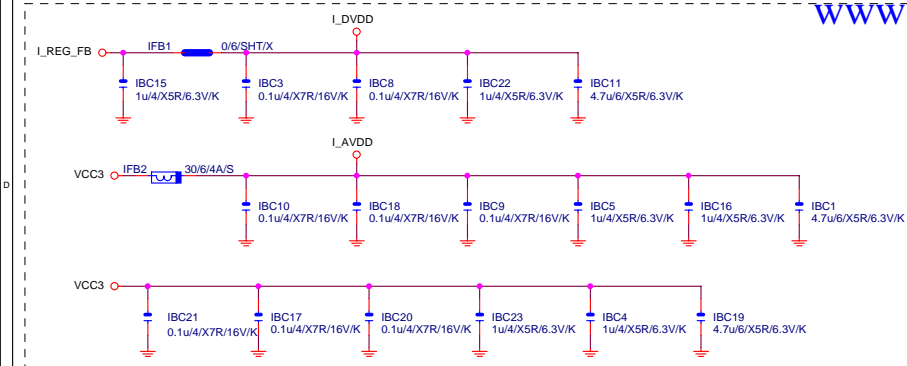 WWW
I_DVDD
I_REG_FB IFB1 0/6/SHT/X
IBC15 IBC3 IBC8 IBC22 IBC11
1u/4/X5R/6.3V/K 0.1u/4/X7R/16V/K 0.1u/4/X7R/16V/K 1u/4/X5R/6.3V/K 4.7u/6/X5R/6.3V/K
I_AVDD
VCC3 IFB2 30/6/4A/S
D
IBC10 IBC18 IBC9 IBC5 IBC16 IBC1
0.1u/4/X7R/16V/K 0.1u/4/X7R/16V/K 0.1u/4/X7R/16V/K 1u/4/X5R/6.3V/K 1u/4/X5R/6.3V/K 4.7u/6/X5R/6.3V/K
VCC3
IBC21 IBC17 IBC20 IBC23 IBC4 IBC19
0.1u/4/X7R/16V/K 0.1u/4/X7R/16V/K 0.1u/4/X7R/16V/K 1u/4/X5R/6.3V/K 1u/4/X5R/6.3V/K 4.7u/6/X5R/6.3V/K